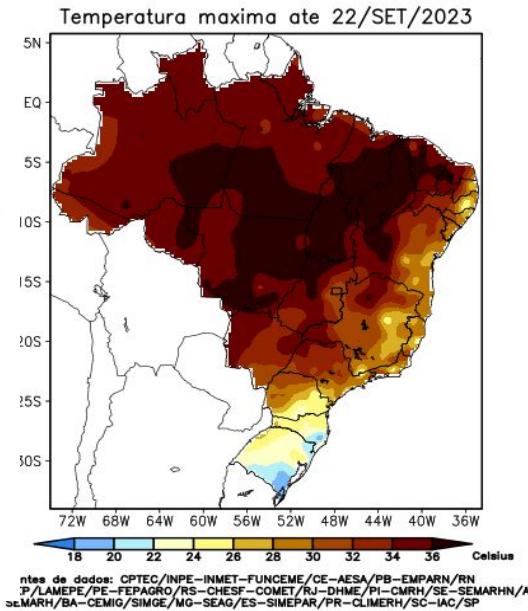 Temperatura maxima ate 22/SET/2023
5N
EQ
5S
10S
15S
20S
25S
30S
72W 68W 64W 60W 56W 52W 48W 44W 40W 36W
18 20 22 24 26 28 30 32 34 36 Celsius
ntes de dados: CPTEC/INPE-INMET-FUNCEME/CE-AESA/PB-EMPARN/RN
EP/LAMEPE/PE-FEPAGRO/RS-CHESF-COMET/RJ-DHME/PI-CMRH/SE-SEMARHN/A
SEMARH/BA-CEMIG/SIMGE/MG-SEAG/ES-SIMEPAR/PR-CLIMERH/SC-IAC/SP